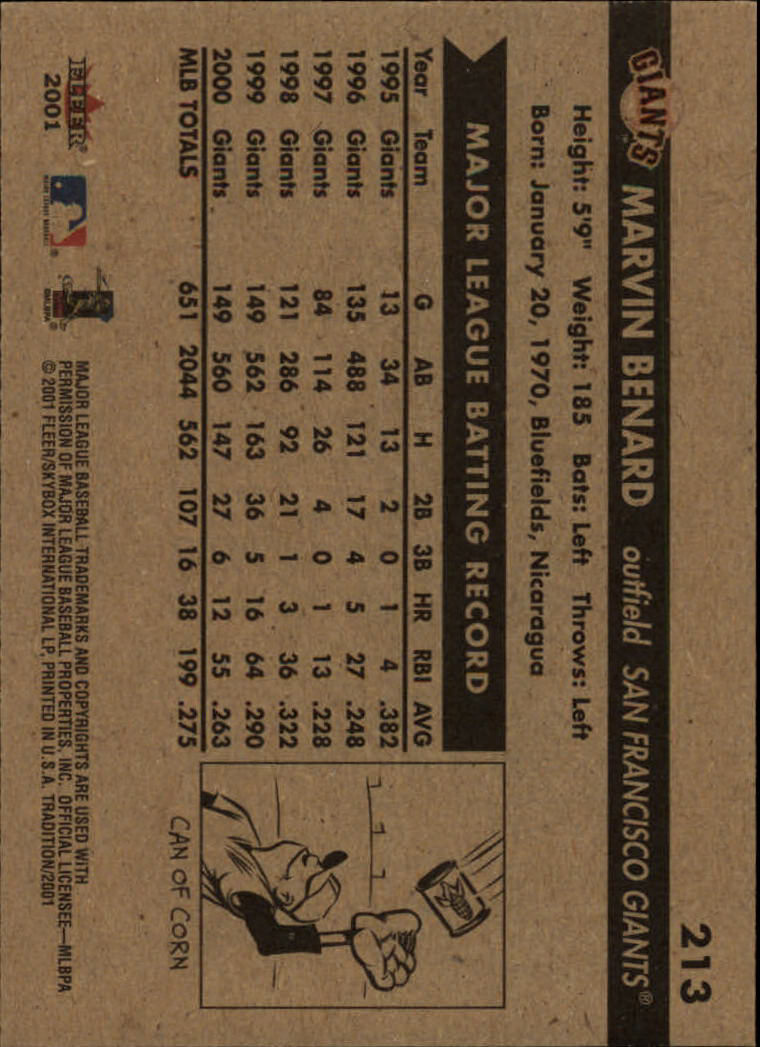 213
GIANTS MARVIN BENARD outfield SAN FRANCISCO GIANTS®
Height: 5'9" Weight: 185 Bats: Left Throws: Left
Born: January 20, 1970, Bluefields, Nicaragua
MAJOR LEAGUE BATTING RECORD
Year Team G AB H 2B 3B HR RBI AVG
1995 Giants 13 34 13 2 0 1 4 .382
1996 Giants 135 488 121 17 4 5 27 .248
1997 Giants 84 114 26 4 0 1 13 .228
1998 Giants 121 286 92 21 1 3 36 .322
1999 Giants 149 562 163 36 5 16 64 .290
2000 Giants 149 560 147 27 6 12 55 .263
MLB TOTALS 651 2044 562 107 16 38 199 .275
CAN OF CORN
FLEER®
2001
MAJOR LEAGUE BASEBALL
®
©MLBPA
®
MAJOR LEAGUE BASEBALL TRADEMARKS AND COPYRIGHTS ARE USED WITH
PERMISSION OF MAJOR LEAGUE BASEBALL PROPERTIES, INC. OFFICIAL LICENSEE—MLBPA
© 2001 FLEER/SKYBOX INTERNATIONAL LP, PRINTED IN U.S.A. TRADITION/2001